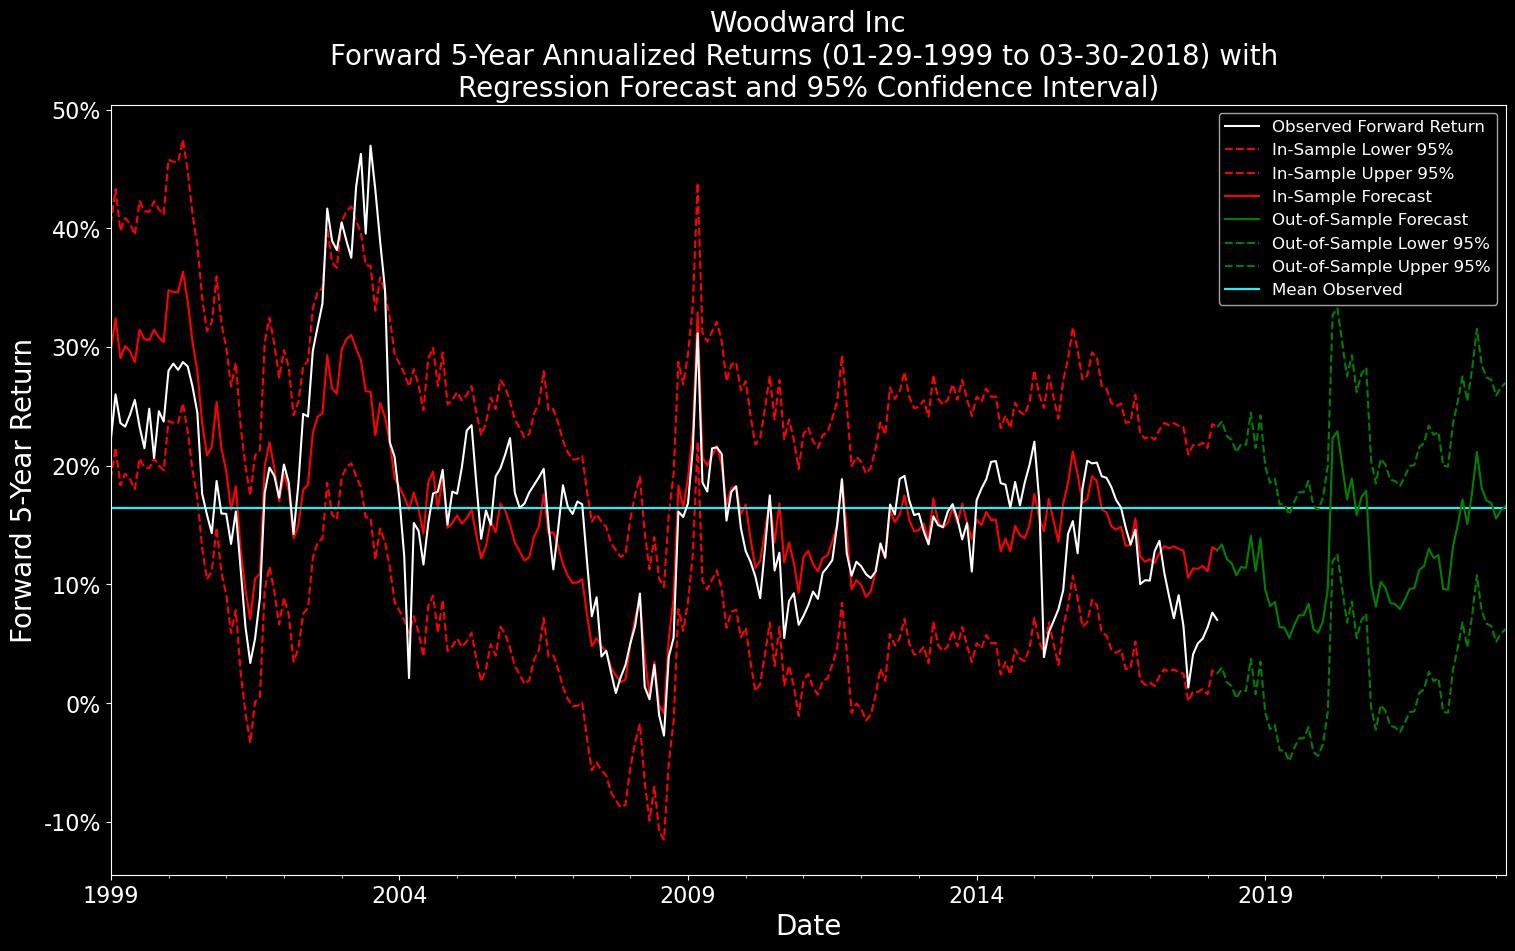 Woodward Inc
Forward 5-Year Annualized Returns (01-29-1999 to 03-30-2018) with
Regression Forecast and 95% Confidence Interval)
50%
40%
30%
20%
10%
0%
-10%
Forward 5-Year Return
Observed Forward Return
In-Sample Lower 95%
In-Sample Upper 95%
In-Sample Forecast
Out-of-Sample Forecast
Out-of-Sample Lower 95%
Out-of-Sample Upper 95%
Mean Observed
1999
2004
2009
2014
2019
Date